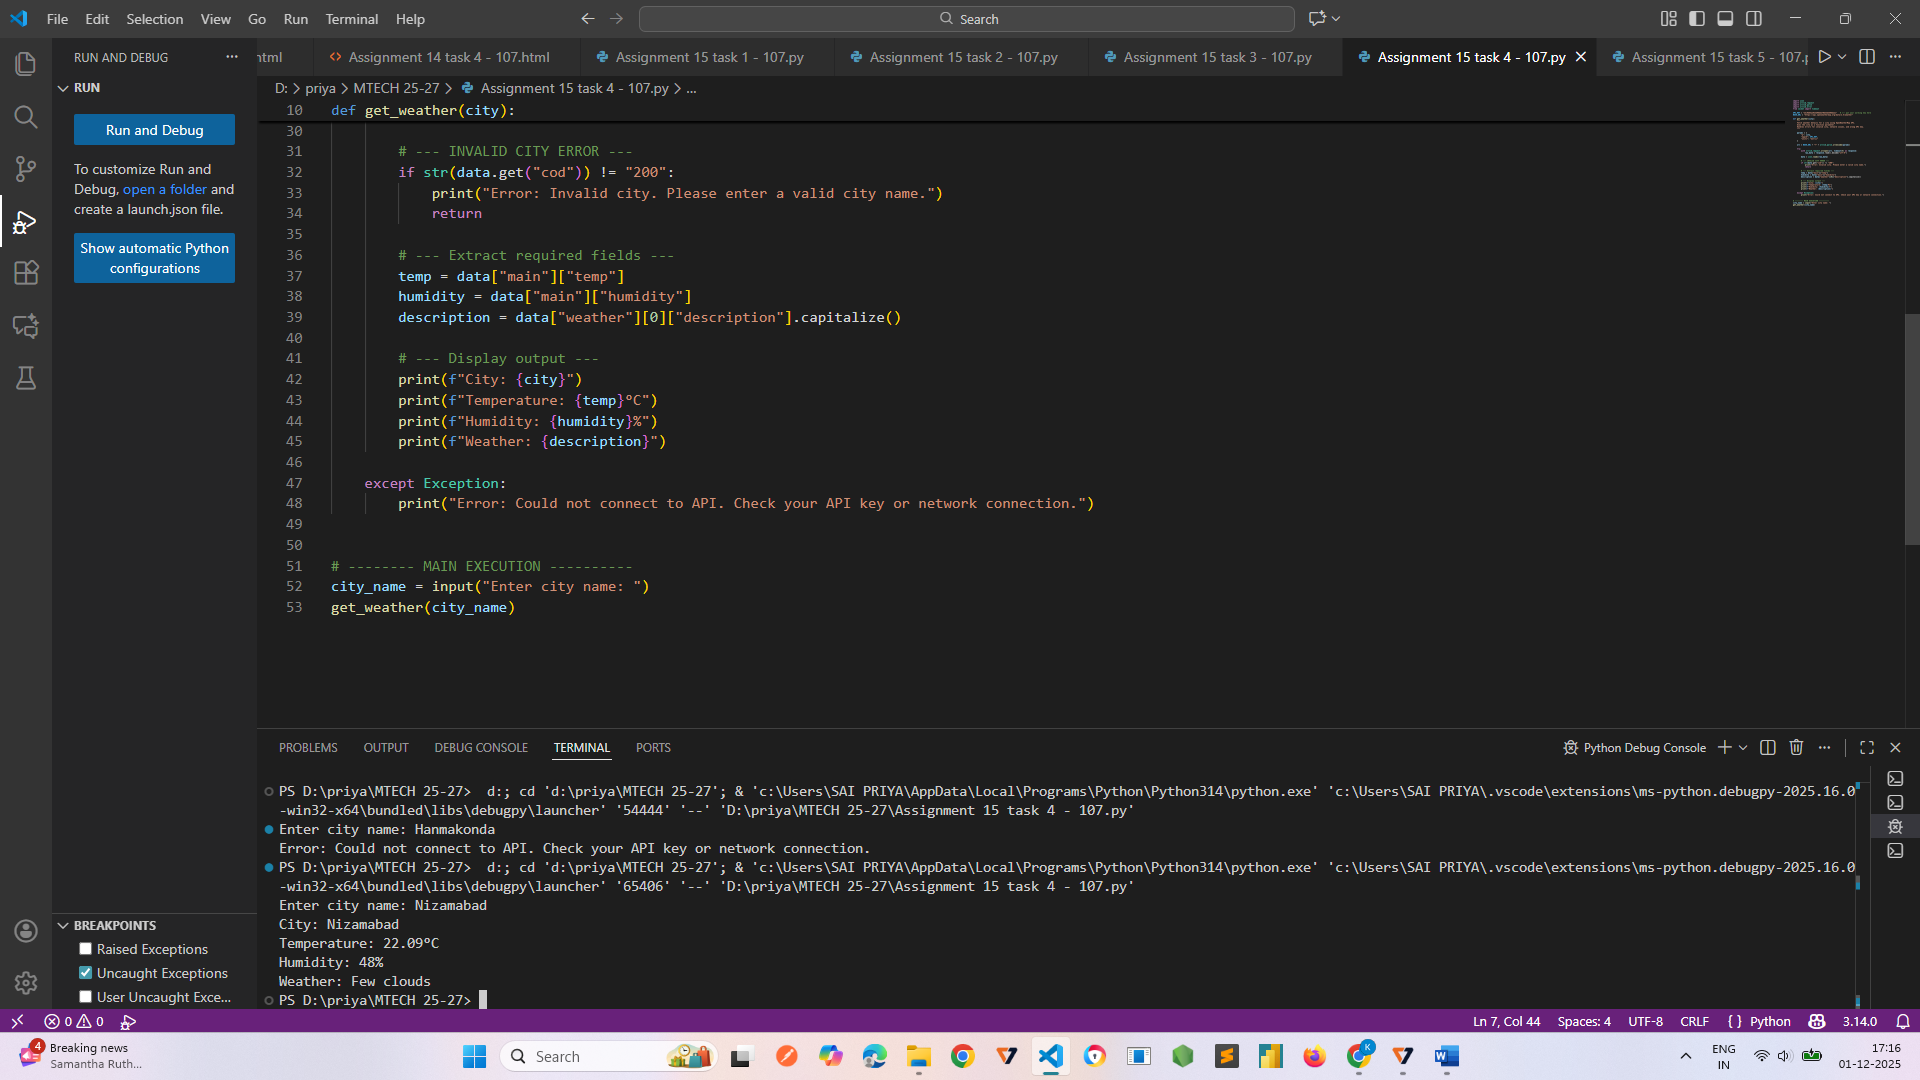 File Edit Selection View Go Run Terminal Help
Search
RUN AND DEBUG ···
html
Assignment 14 task 4 - 107.html
Assignment 15 task 1 - 107.py
Assignment 15 task 2 - 107.py
Assignment 15 task 3 - 107.py
Assignment 15 task 4 - 107.py
Assignment 15 task 5 - 107.p
RUN
Run and Debug
To customize Run and
Debug, open a folder and
create a launch.json file.
Show automatic Python
configurations
D: > priya > MTECH 25-27 > Assignment 15 task 4 - 107.py > ...
10 def get_weather(city):
30
31 # --- INVALID CITY ERROR ---
32 if str(data.get("cod")) != "200":
33 print("Error: Invalid city. Please enter a valid city name.")
34 return
35
36 # --- Extract required fields ---
37 temp = data["main"]["temp"]
38 humidity = data["main"]["humidity"]
39 description = data["weather"][0]["description"].capitalize()
40
41 # --- Display output ---
42 print(f"City: {city}")
43 print(f"Temperature: {temp}°C")
44 print(f"Humidity: {humidity}%")
45 print(f"Weather: {description}")
46
47 except Exception:
48 print("Error: Could not connect to API. Check your API key or network connection.")
49
50
51 # -------- MAIN EXECUTION ----------
52 city_name = input("Enter city name: ")
53 get_weather(city_name)
PROBLEMS OUTPUT DEBUG CONSOLE TERMINAL PORTS
Python Debug Console
PS D:\priya\MTECH 25-27>  d:; cd 'd:\priya\MTECH 25-27'; & 'c:\Users\SAI PRIYA\AppData\Local\Programs\Python\Python314\python.exe' 'c:\Users\SAI PRIYA\.vscode\extensions\ms-python.debugpy-2025.16.0
-win32-x64\bundled\libs\debugpy\launcher' '54444' '--' 'D:\priya\MTECH 25-27\Assignment 15 task 4 - 107.py'
Enter city name: Hanmakonda
Error: Could not connect to API. Check your API key or network connection.
PS D:\priya\MTECH 25-27>  d:; cd 'd:\priya\MTECH 25-27'; & 'c:\Users\SAI PRIYA\AppData\Local\Programs\Python\Python314\python.exe' 'c:\Users\SAI PRIYA\.vscode\extensions\ms-python.debugpy-2025.16.0
-win32-x64\bundled\libs\debugpy\launcher' '65406' '--' 'D:\priya\MTECH 25-27\Assignment 15 task 4 - 107.py'
Enter city name: Nizamabad
City: Nizamabad
Temperature: 22.09°C
Humidity: 48%
Weather: Few clouds
PS D:\priya\MTECH 25-27>
BREAKPOINTS
Raised Exceptions
Uncaught Exceptions
User Uncaught Exce...
0 0
Ln 7, Col 44 Spaces: 4 UTF-8 CRLF { } Python 3.14.0
4
Breaking news
Samantha Ruth...
Search
K
ENG
IN
17:16
01-12-2025